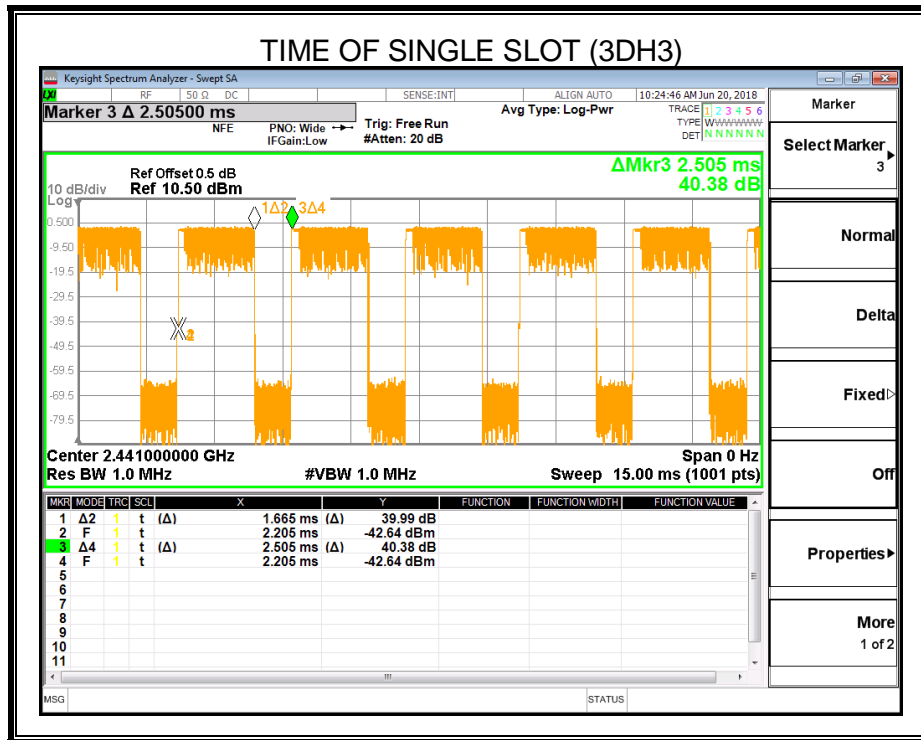 TIME OF SINGLE SLOT (3DH3)
Keysight Spectrum Analyzer - Swept SA
LXI RF 50 Ω DC SENSE:INT ALIGN AUTO 10:24:46 AM Jun 20, 2018
Marker 3 Δ 2.50500 ms
NFE
PNO: Wide
IFGain:Low
Trig: Free Run
#Atten: 20 dB
Avg Type: Log-Pwr
TRACE 1 2 3 4 5 6
TYPE WWWWWW
DET N N N N N N
Ref Offset 0.5 dB
10 dB/div Ref 10.50 dBm
Log
ΔMkr3 2.505 ms
40.38 dB
1Δ2 3Δ4
0.500
-9.50
-19.5
-29.5
-39.5
2
-49.5
-59.5
-69.5
-79.5
Center 2.441000000 GHz Span 0 Hz
Res BW 1.0 MHz #VBW 1.0 MHz Sweep 15.00 ms (1001 pts)
MKR MODE TRC SCL X Y FUNCTION FUNCTION WIDTH FUNCTION VALUE
1 Δ2 1 t (Δ) 1.665 ms (Δ) 39.99 dB
2 F 1 t 2.205 ms -42.64 dBm
3 Δ4 1 t (Δ) 2.505 ms (Δ) 40.38 dB
4 F 1 t 2.205 ms -42.64 dBm
5
6
7
8
9
10
11
MSG STATUS
Marker
Select Marker
3
Normal
Delta
Fixed
Off
Properties
More
1 of 2